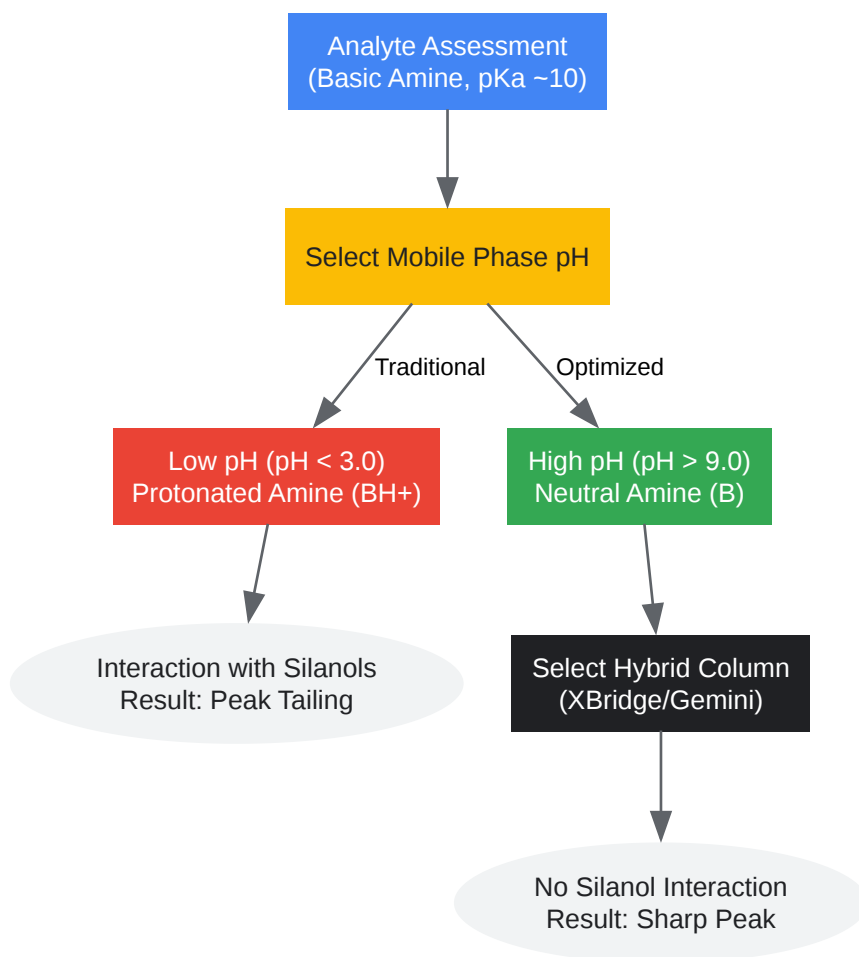 Analyte Assessment
(Basic Amine, pKa ~10)
Select Mobile Phase pH
Traditional
Optimized
Low pH (pH < 3.0)
Protonated Amine (BH+)
High pH (pH > 9.0)
Neutral Amine (B)
Interaction with Silanols
Result: Peak Tailing
Select Hybrid Column
(XBridge/Gemini)
No Silanol Interaction
Result: Sharp Peak